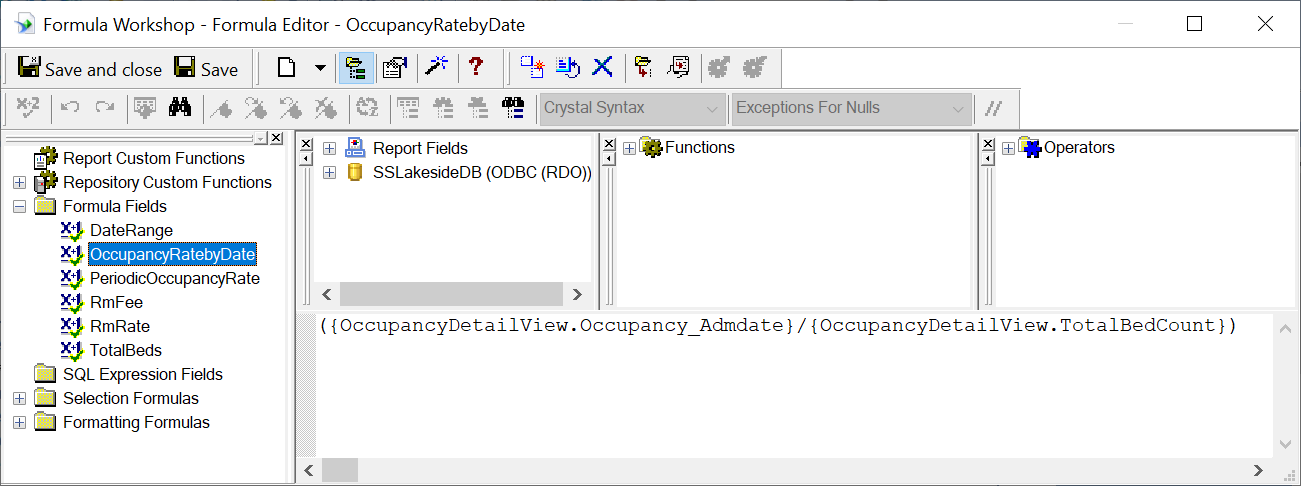 Formula Workshop - Formula Editor - OccupancyRatebyDate
Save and close Save
x+2 Crystal Syntax Exceptions For Nulls //
Report Custom Functions
Repository Custom Functions
Formula Fields
DateRange
OccupancyRatebyDate
PeriodicOccupancyRate
RmFee
RmRate
TotalBeds
SQL Expression Fields
Selection Formulas
Formatting Formulas
Report Fields
SSLakesideDB (ODBC (RDO))
Functions
Operators
({OccupancyDetailView.Occupancy_Admdate}/{OccupancyDetailView.TotalBedCount})